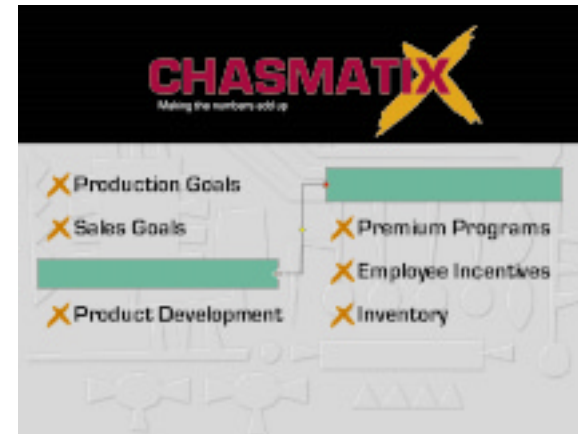 CHASMATIX
Making the numbers add up
Production Goals
Sales Goals
Product Development
Premium Programs
Employee Incentives
Inventory